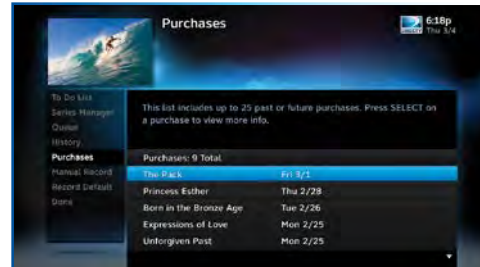 Purchases
6:18p
Thu 3/4
DIRECTV
To Do List
Series Manager
Queue
History
Purchases
Manual Record
Record Default
Done
This list includes up to 25 past or future purchases. Press SELECT on
a purchase to view more info.
Purchases: 9 Total
The Pack Fri 3/1
Princess Esther Thu 2/28
Born in the Bronze Age Tue 2/26
Expressions of Love Mon 2/25
Unforgiven Past Mon 2/25